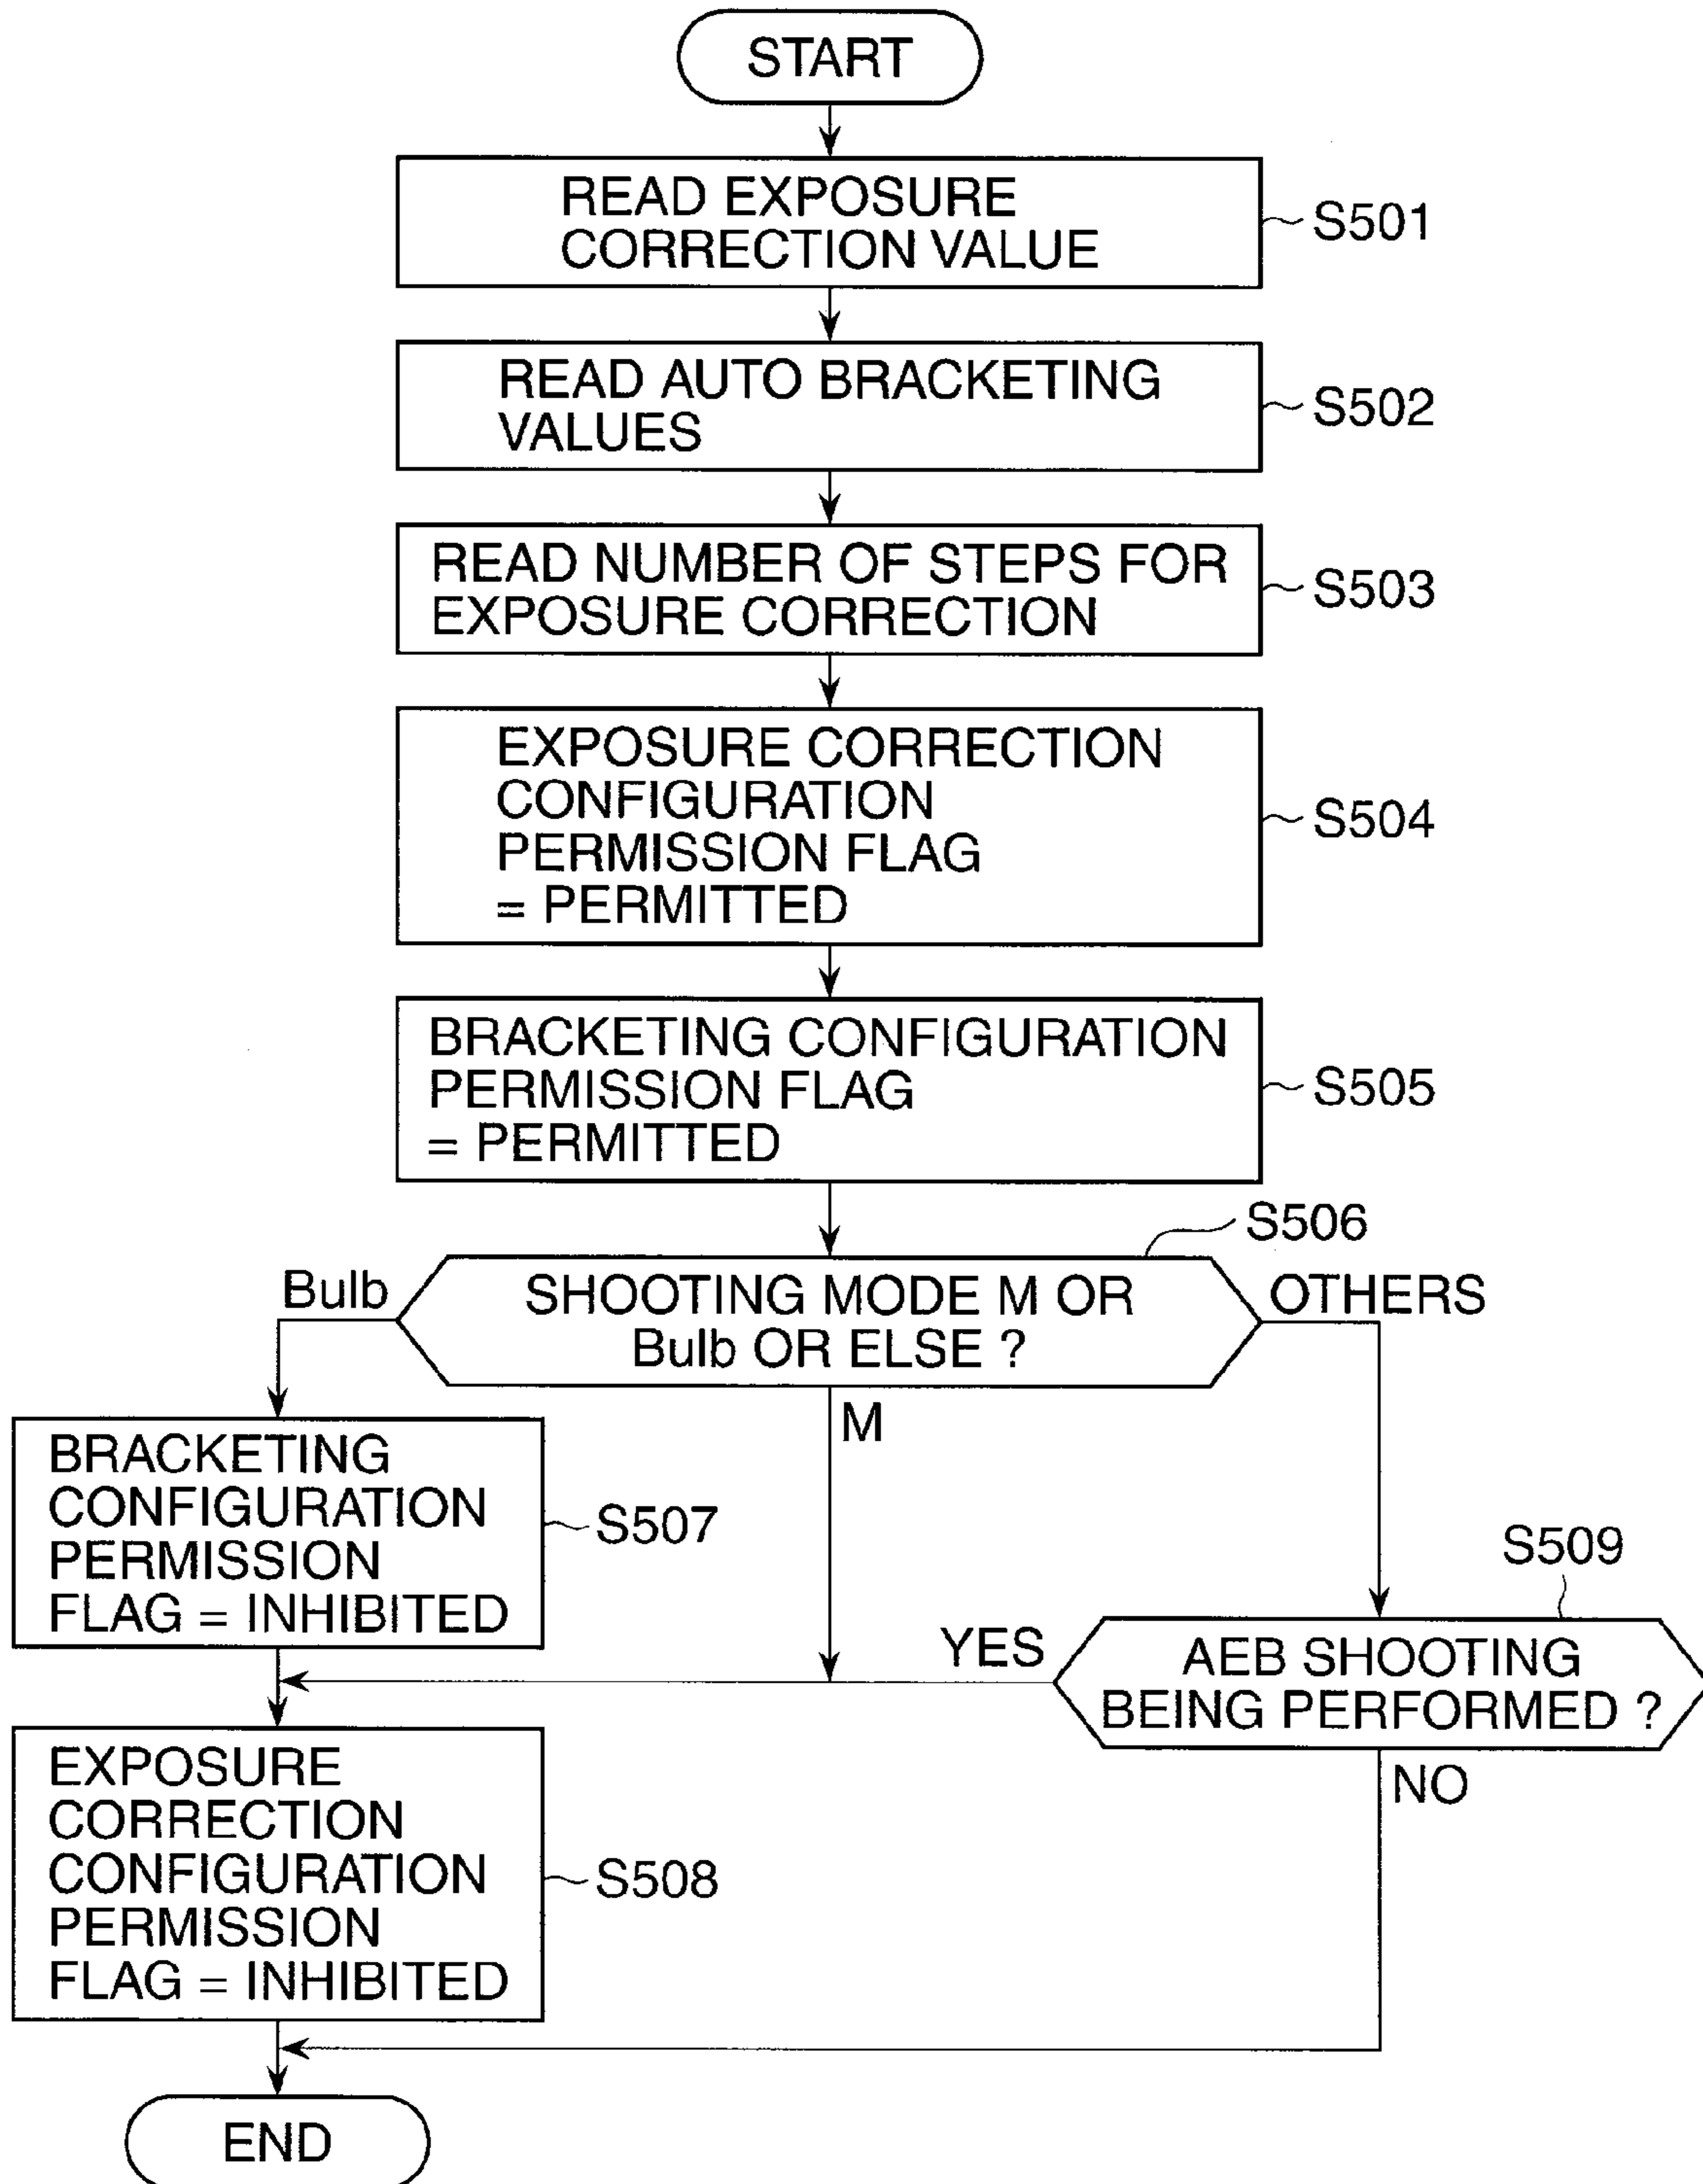 START
READ EXPOSURE
CORRECTION VALUE
S501
READ AUTO BRACKETING
VALUES
S502
READ NUMBER OF STEPS FOR
EXPOSURE CORRECTION
S503
EXPOSURE CORRECTION
CONFIGURATION
PERMISSION FLAG
= PERMITTED
S504
BRACKETING CONFIGURATION
PERMISSION FLAG
= PERMITTED
S505
S506
Bulb
SHOOTING MODE M OR
Bulb OR ELSE ?
OTHERS
M
BRACKETING
CONFIGURATION
PERMISSION
FLAG = INHIBITED
S507
S509
YES
AEB SHOOTING
BEING PERFORMED ?
NO
EXPOSURE
CORRECTION
CONFIGURATION
PERMISSION
FLAG = INHIBITED
S508
END